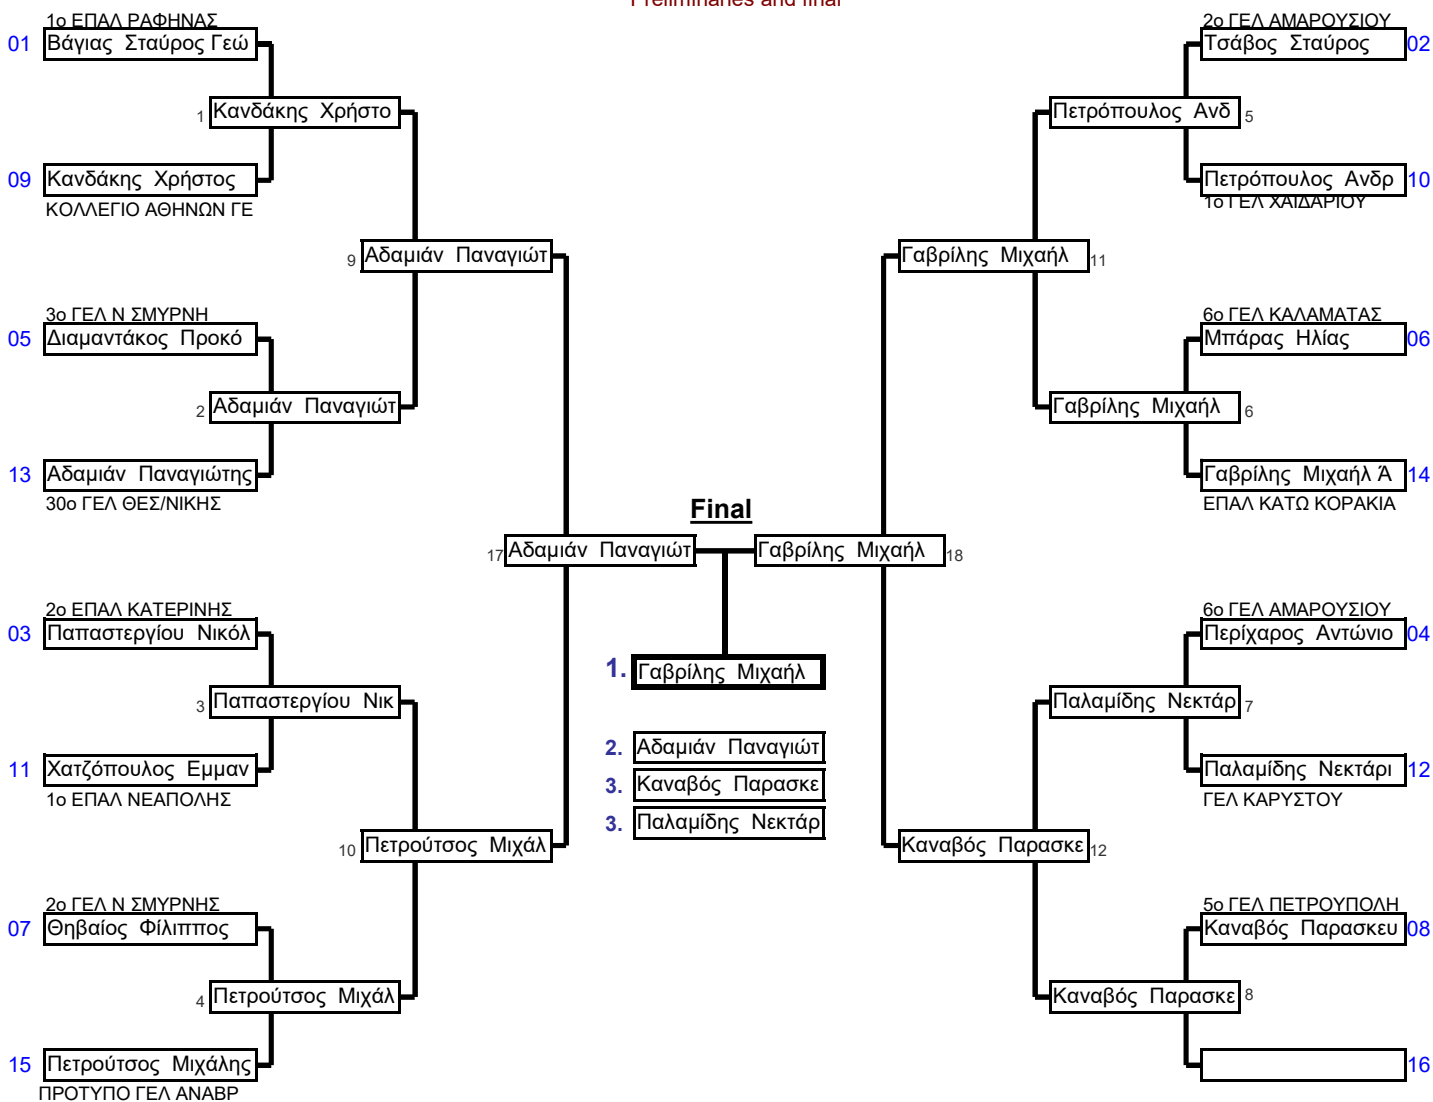 Preliminaries and final
1ο ΕΠΑΛ ΡΑΦΗΝΑΣ
01 Βάγιας Σταύρος Γεώ
1 Κανδάκης Χρήστο
09 Κανδάκης Χρήστος
ΚΟΛΛΕΓΙΟ ΑΘΗΝΩΝ ΓΕ
9 Αδαμιάν Παναγιώτ
3ο ΓΕΛ Ν ΣΜΥΡΝΗ
05 Διαμαντάκος Προκό
2 Αδαμιάν Παναγιώτ
13 Αδαμιάν Παναγιώτης
30ο ΓΕΛ ΘΕΣ/ΝΙΚΗΣ
17 Αδαμιάν Παναγιώτ
2ο ΕΠΑΛ ΚΑΤΕΡΙΝΗΣ
03 Παπαστεργίου Νικόλ
3 Παπαστεργίου Νικ
11 Χατζόπουλος Εμμαν
1ο ΕΠΑΛ ΝΕΑΠΟΛΗΣ
10 Πετρούτσος Μιχάλ
2ο ΓΕΛ Ν ΣΜΥΡΝΗΣ
07 Θηβαίος Φίλιππος
4 Πετρούτσος Μιχάλ
15 Πετρούτσος Μιχάλης
ΠΡΟΤΥΠΟ ΓΕΛ ΑΝΑΒΡ
Final
1. Γαβρίλης Μιχαήλ
2. Αδαμιάν Παναγιώτ
3. Καναβός Παρασκε
3. Παλαμίδης Νεκτάρ
2ο ΓΕΛ ΑΜΑΡΟΥΣΙΟΥ
Τσάβος Σταύρος 02
Πετρόπουλος Ανδ 5
Πετρόπουλος Ανδρ 10
1ο ΓΕΛ ΧΑΙΔΑΡΙΟΥ
Γαβρίλης Μιχαήλ 11
6ο ΓΕΛ ΚΑΛΑΜΑΤΑΣ
Μπάρας Ηλίας 06
Γαβρίλης Μιχαήλ 6
Γαβρίλης Μιχαήλ Ά 14
ΕΠΑΛ ΚΑΤΩ ΚΟΡΑΚΙΑ
Γαβρίλης Μιχαήλ 18
6ο ΓΕΛ ΑΜΑΡΟΥΣΙΟΥ
Περίχαρος Αντώνιο 04
Παλαμίδης Νεκτάρ 7
Παλαμίδης Νεκτάρι 12
ΓΕΛ ΚΑΡΥΣΤΟΥ
Καναβός Παρασκε 12
5ο ΓΕΛ ΠΕΤΡΟΥΠΟΛΗ
Καναβός Παρασκευ 08
Καναβός Παρασκε 8
16